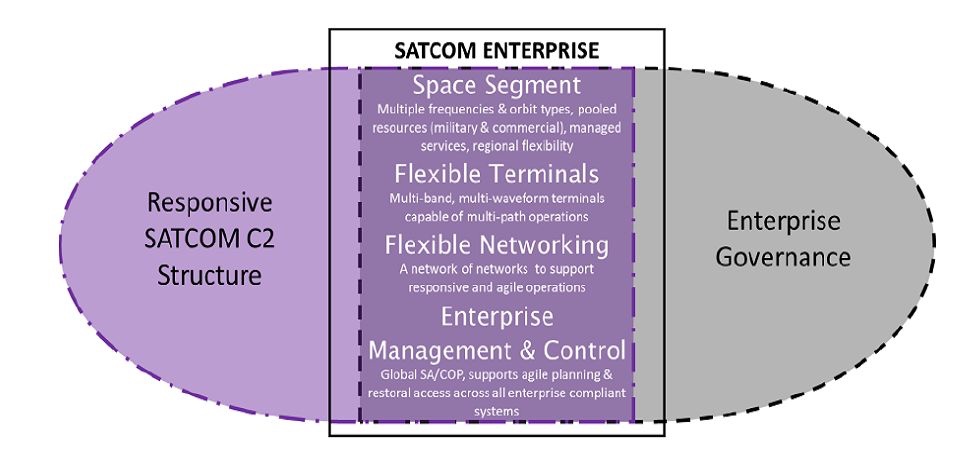 SATCOM ENTERPRISE
Space Segment
Multiple frequencies & orbit types, pooled
resources (military & commercial), managed
services, regional flexibility
Flexible Terminals
Multi-band, multi-waveform terminals
capable of multi-path operations
Flexible Networking
A network of networks to support
responsive and agile operations
Enterprise
Management & Control
Global SA/COP, supports agile planning &
restoral access across all enterprise compliant
systems
Responsive
SATCOM C2
Structure
Enterprise
Governance